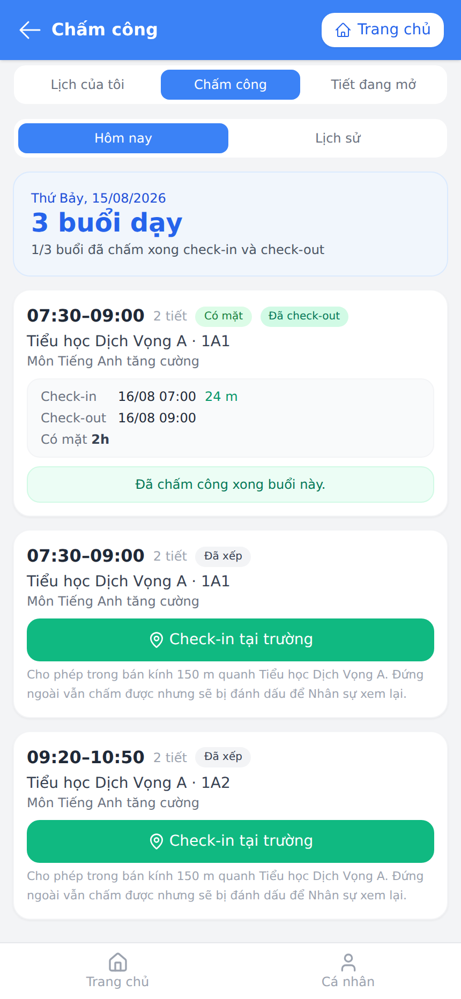 Chấm công
Trang chủ
Lịch của tôi
Chấm công
Tiết đang mở
Hôm nay
Lịch sử
Thứ Bảy, 15/08/2026
3 buổi dạy
1/3 buổi đã chấm xong check-in và check-out
07:30–09:00 2 tiết Có mặt Đã check-out
Tiểu học Dịch Vọng A · 1A1
Môn Tiếng Anh tăng cường
Check-in 16/08 07:00 24 m
Check-out 16/08 09:00
Có mặt 2h
Đã chấm công xong buổi này.
07:30–09:00 2 tiết Đã xếp
Tiểu học Dịch Vọng A · 1A1
Môn Tiếng Anh tăng cường
Check-in tại trường
Cho phép trong bán kính 150 m quanh Tiểu học Dịch Vọng A. Đứng
ngoài vẫn chấm được nhưng sẽ bị đánh dấu để Nhân sự xem lại.
09:20–10:50 2 tiết Đã xếp
Tiểu học Dịch Vọng A · 1A2
Môn Tiếng Anh tăng cường
Check-in tại trường
Cho phép trong bán kính 150 m quanh Tiểu học Dịch Vọng A. Đứng
ngoài vẫn chấm được nhưng sẽ bị đánh dấu để Nhân sự xem lại.
Trang chủ
Cá nhân